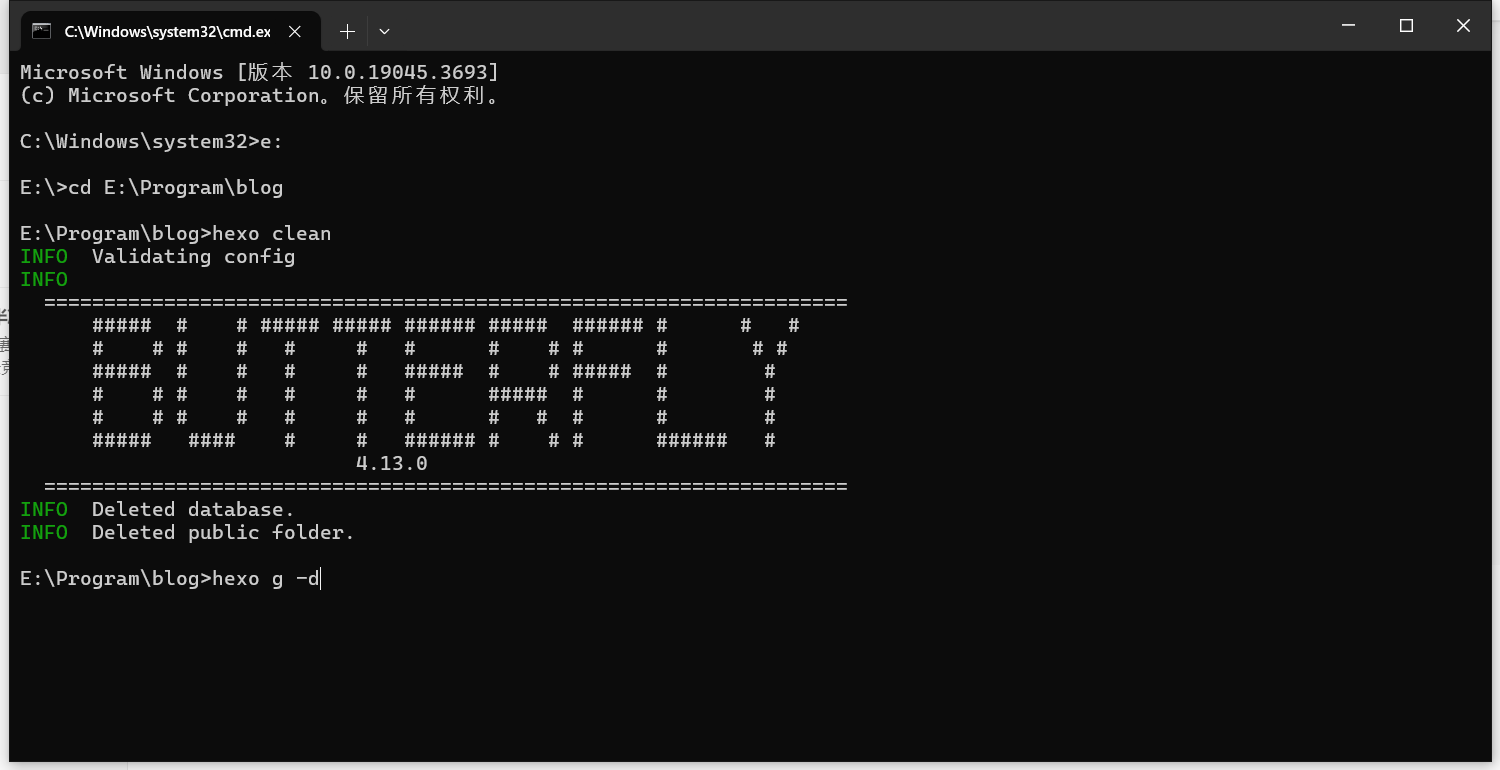 C:\Windows\system32\cmd.ex
Microsoft Windows [版本 10.0.19045.3693]
(c) Microsoft Corporation。保留所有权利。
C:\Windows\system32>e:
E:\>cd E:\Program\blog
E:\Program\blog>hexo clean
INFO  Validating config
INFO
  ===================================================================
      #####  #    # ##### ##### ###### #####  ###### #      #   #
      #    # #    #   #     #   #      #    # #      #       # #
      #####  #    #   #     #   #####  #    # #####  #        #
      #    # #    #   #     #   #      #####  #      #        #
      #    # #    #   #     #   #      #   #  #      #        #
      #####   ####    #     #   ###### #    # #      ######   #
                            4.13.0
  ===================================================================
INFO  Deleted database.
INFO  Deleted public folder.
E:\Program\blog>hexo g -d